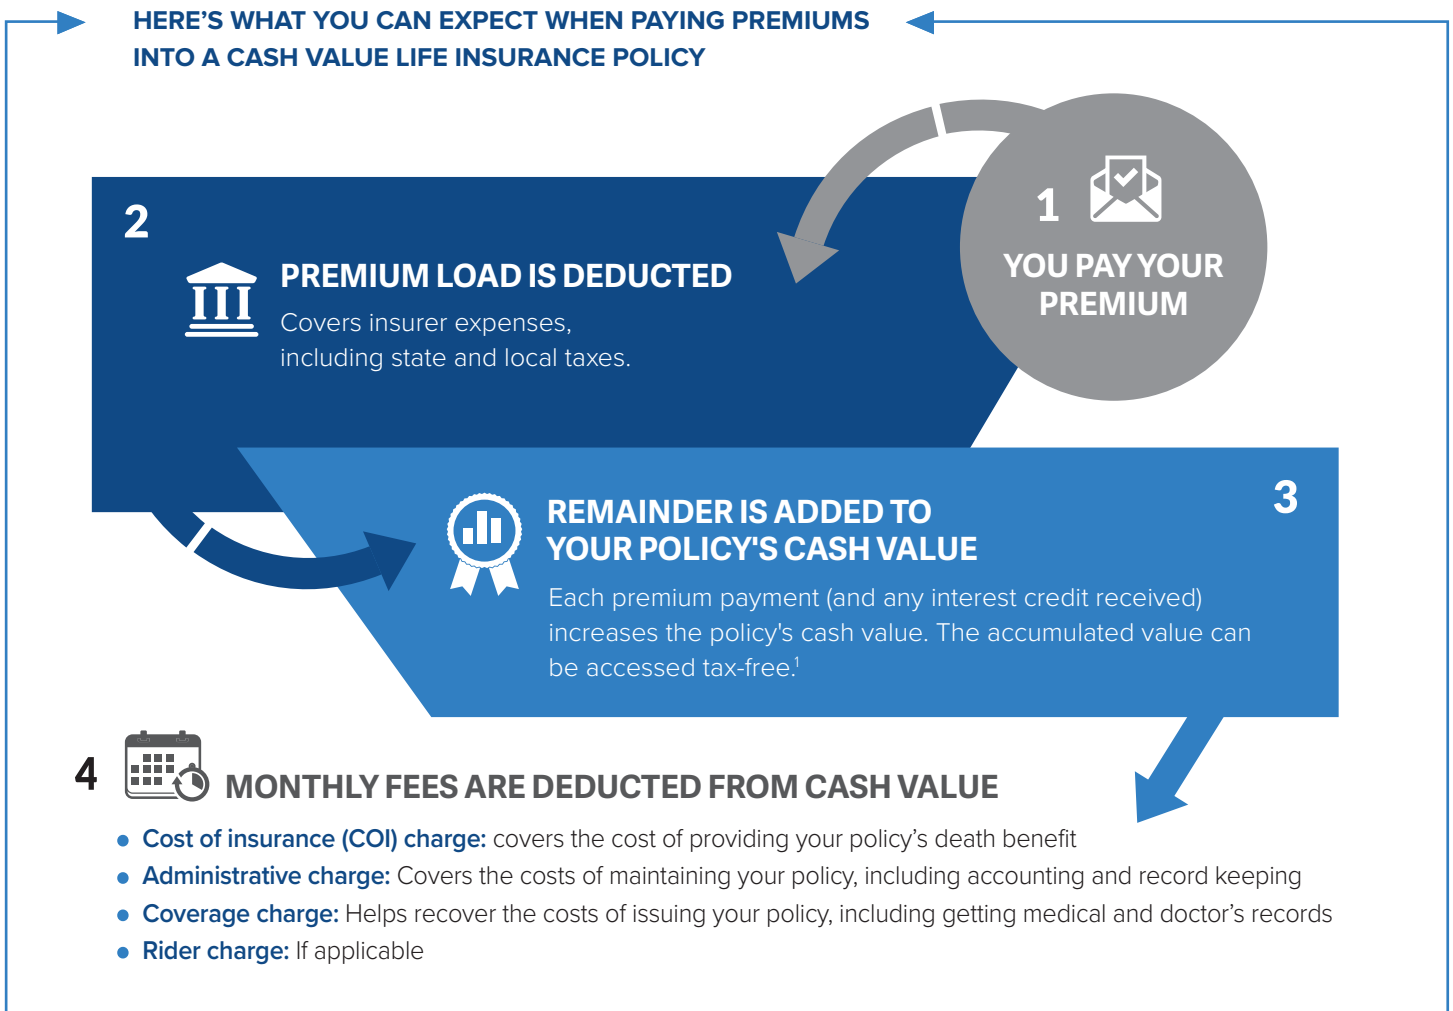 HERE’S WHAT YOU CAN EXPECT WHEN PAYING PREMIUMS
INTO A CASH VALUE LIFE INSURANCE POLICY
1
YOU PAY YOUR
PREMIUM
2
PREMIUM LOAD IS DEDUCTED
Covers insurer expenses,
including state and local taxes.
3
REMAINDER IS ADDED TO
YOUR POLICY'S CASH VALUE
Each premium payment (and any interest credit received)
increases the policy's cash value. The accumulated value can
be accessed tax-free.¹
4
MONTHLY FEES ARE DEDUCTED FROM CASH VALUE
• Cost of insurance (COI) charge: covers the cost of providing your policy’s death benefit
• Administrative charge: Covers the costs of maintaining your policy, including accounting and record keeping
• Coverage charge: Helps recover the costs of issuing your policy, including getting medical and doctor’s records
• Rider charge: If applicable